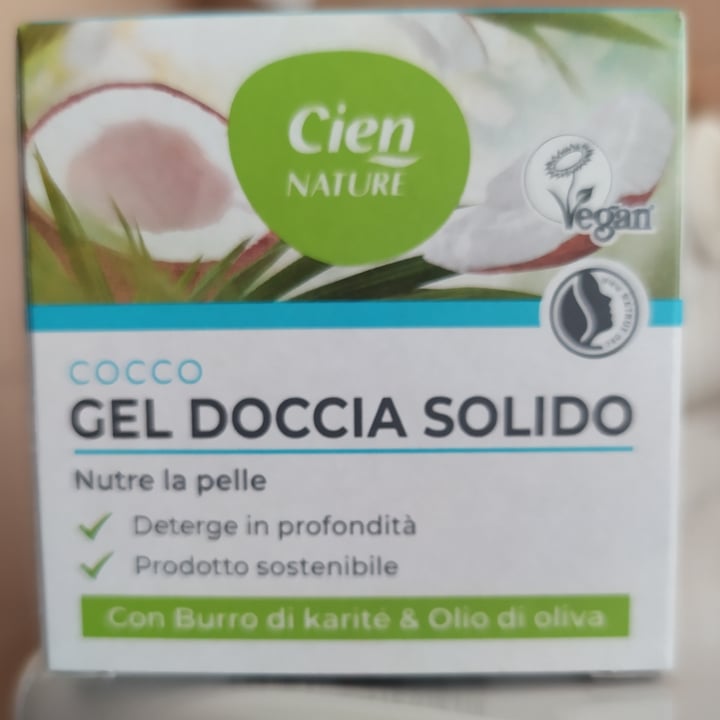 Cien
NATURE
Vegan
COCCO
GEL DOCCIA SOLIDO
Nutre la pelle
Deterge in profondità
Prodotto sostenibile
Con Burro di karité & Olio di oliva